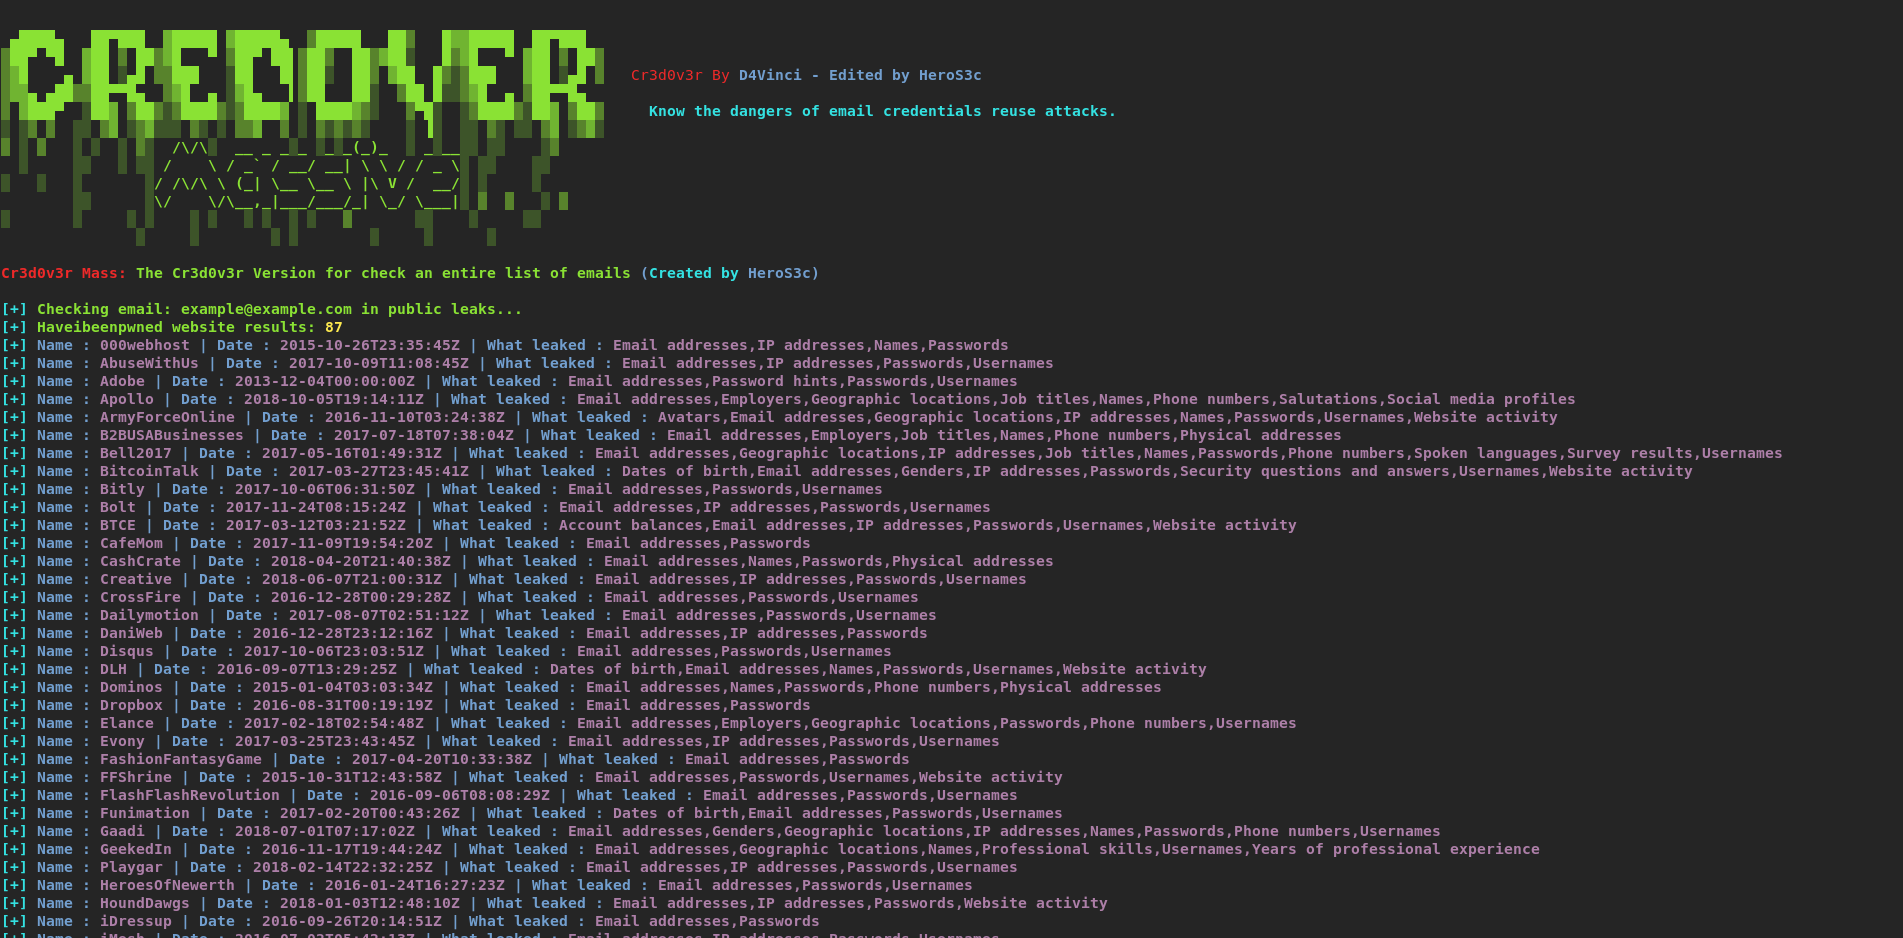 CR3D0V3R
Cr3d0v3r By D4Vinci - Edited by HeroS3c
Know the dangers of email credentials reuse attacks.
Massive
Cr3d0v3r Mass: The Cr3d0v3r Version for check an entire list of emails (Created by HeroS3c)
[+] Checking email: example@example.com in public leaks...
[+] Haveibeenpwned website results: 87
[+] Name : 000webhost | Date : 2015-10-26T23:35:45Z | What leaked : Email addresses,IP addresses,Names,Passwords
[+] Name : AbuseWithUs | Date : 2017-10-09T11:08:45Z | What leaked : Email addresses,IP addresses,Passwords,Usernames
[+] Name : Adobe | Date : 2013-12-04T00:00:00Z | What leaked : Email addresses,Password hints,Passwords,Usernames
[+] Name : Apollo | Date : 2018-10-05T19:14:11Z | What leaked : Email addresses,Employers,Geographic locations,Job titles,Names,Phone numbers,Salutations,Social media profiles
[+] Name : ArmyForceOnline | Date : 2016-11-10T03:24:38Z | What leaked : Avatars,Email addresses,Geographic locations,IP addresses,Names,Passwords,Usernames,Website activity
[+] Name : B2BUSABusinesses | Date : 2017-07-18T07:38:04Z | What leaked : Email addresses,Employers,Job titles,Names,Phone numbers,Physical addresses
[+] Name : Bell2017 | Date : 2017-05-16T01:49:31Z | What leaked : Email addresses,Geographic locations,IP addresses,Job titles,Names,Passwords,Phone numbers,Spoken languages,Survey results,Usernames
[+] Name : BitcoinTalk | Date : 2017-03-27T23:45:41Z | What leaked : Dates of birth,Email addresses,Genders,IP addresses,Passwords,Security questions and answers,Usernames,Website activity
[+] Name : Bitly | Date : 2017-10-06T06:31:50Z | What leaked : Email addresses,Passwords,Usernames
[+] Name : Bolt | Date : 2017-11-24T08:15:24Z | What leaked : Email addresses,IP addresses,Passwords,Usernames
[+] Name : BTCE | Date : 2017-03-12T03:21:52Z | What leaked : Account balances,Email addresses,IP addresses,Passwords,Usernames,Website activity
[+] Name : CafeMom | Date : 2017-11-09T19:54:20Z | What leaked : Email addresses,Passwords
[+] Name : CashCrate | Date : 2018-04-20T21:40:38Z | What leaked : Email addresses,Names,Passwords,Physical addresses
[+] Name : Creative | Date : 2018-06-07T21:00:31Z | What leaked : Email addresses,IP addresses,Passwords,Usernames
[+] Name : CrossFire | Date : 2016-12-28T00:29:28Z | What leaked : Email addresses,Passwords,Usernames
[+] Name : Dailymotion | Date : 2017-08-07T02:51:12Z | What leaked : Email addresses,Passwords,Usernames
[+] Name : DaniWeb | Date : 2016-12-28T23:12:16Z | What leaked : Email addresses,IP addresses,Passwords
[+] Name : Disqus | Date : 2017-10-06T23:03:51Z | What leaked : Email addresses,Passwords,Usernames
[+] Name : DLH | Date : 2016-09-07T13:29:25Z | What leaked : Dates of birth,Email addresses,Names,Passwords,Usernames,Website activity
[+] Name : Dominos | Date : 2015-01-04T03:03:34Z | What leaked : Email addresses,Names,Passwords,Phone numbers,Physical addresses
[+] Name : Dropbox | Date : 2016-08-31T00:19:19Z | What leaked : Email addresses,Passwords
[+] Name : Elance | Date : 2017-02-18T02:54:48Z | What leaked : Email addresses,Employers,Geographic locations,Passwords,Phone numbers,Usernames
[+] Name : Evony | Date : 2017-03-25T23:43:45Z | What leaked : Email addresses,IP addresses,Passwords,Usernames
[+] Name : FashionFantasyGame | Date : 2017-04-20T10:33:38Z | What leaked : Email addresses,Passwords
[+] Name : FFShrine | Date : 2015-10-31T12:43:58Z | What leaked : Email addresses,Passwords,Usernames,Website activity
[+] Name : FlashFlashRevolution | Date : 2016-09-06T08:08:29Z | What leaked : Email addresses,Passwords,Usernames
[+] Name : Funimation | Date : 2017-02-20T00:43:26Z | What leaked : Dates of birth,Email addresses,Passwords,Usernames
[+] Name : Gaadi | Date : 2018-07-01T07:17:02Z | What leaked : Email addresses,Genders,Geographic locations,IP addresses,Names,Passwords,Phone numbers,Usernames
[+] Name : GeekedIn | Date : 2016-11-17T19:44:24Z | What leaked : Email addresses,Geographic locations,Names,Professional skills,Usernames,Years of professional experience
[+] Name : Playgar | Date : 2018-02-14T22:32:25Z | What leaked : Email addresses,IP addresses,Passwords,Usernames
[+] Name : HeroesOfNewerth | Date : 2016-01-24T16:27:23Z | What leaked : Email addresses,Passwords,Usernames
[+] Name : HoundDawgs | Date : 2018-01-03T12:48:10Z | What leaked : Email addresses,IP addresses,Passwords,Website activity
[+] Name : iDressup | Date : 2016-09-26T20:14:51Z | What leaked : Email addresses,Passwords